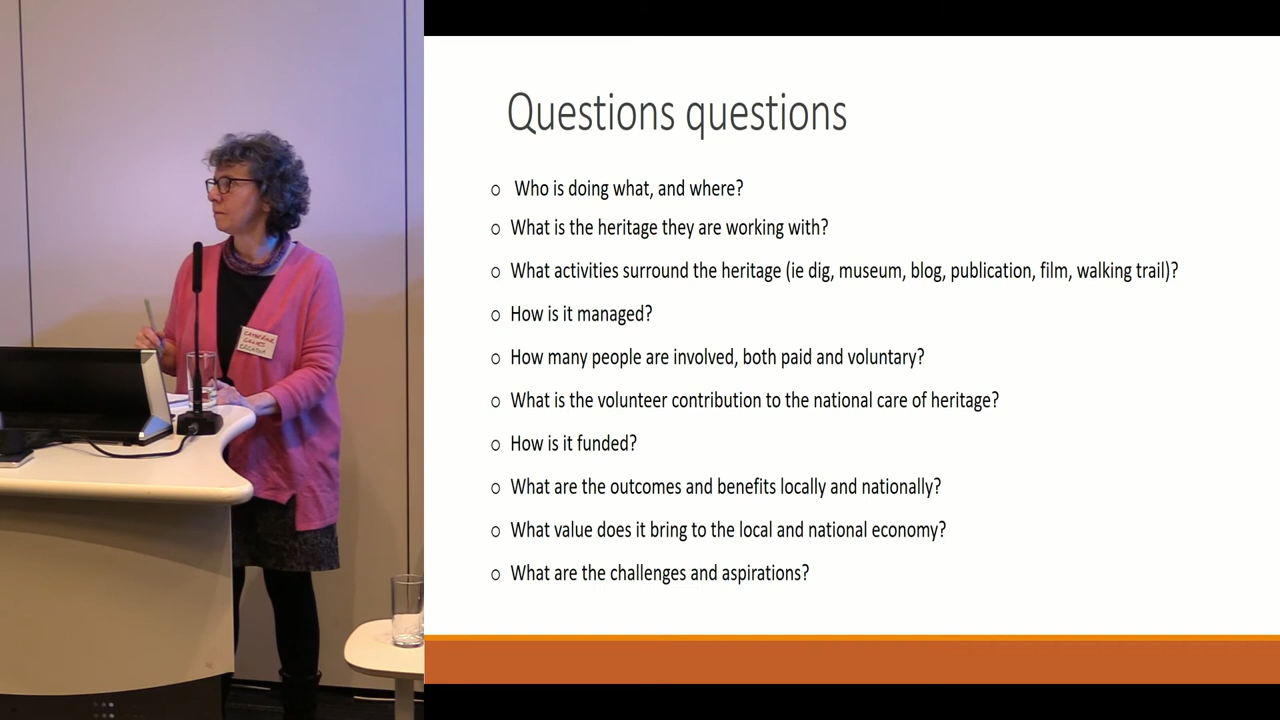 Questions questions
o Who is doing what, and where?
o What is the heritage they are working with?
o What activities surround the heritage (ie dig, museum, blog, publication, film, walking trail)?
o How is it managed?
o How many people are involved, both paid and voluntary?
o What is the volunteer contribution to the national care of heritage?
o How is it funded?
o What are the outcomes and benefits locally and nationally?
o What value does it bring to the local and national economy?
o What are the challenges and aspirations?
CATHERINE
GILLIES